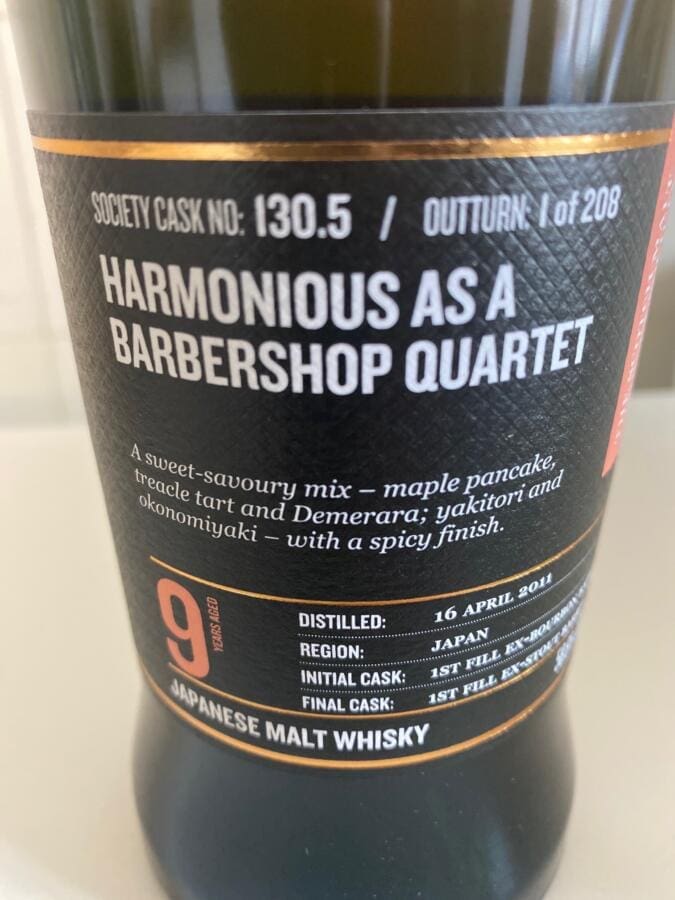 SOCIETY CASK NO: 130.5 / OUTTURN: 1 of 208
HARMONIOUS AS A
BARBERSHOP QUARTET
A sweet-savoury mix – maple pancake,
treacle tart and Demerara; yakitori and
okonomiyaki – with a spicy finish.
9 YEARS AGED
DISTILLED: 16 APRIL 2011
REGION: JAPAN
INITIAL CASK: 1ST FILL EX-BOURBON
FINAL CASK: 1ST FILL EX-STOUT
JAPANESE MALT WHISKY